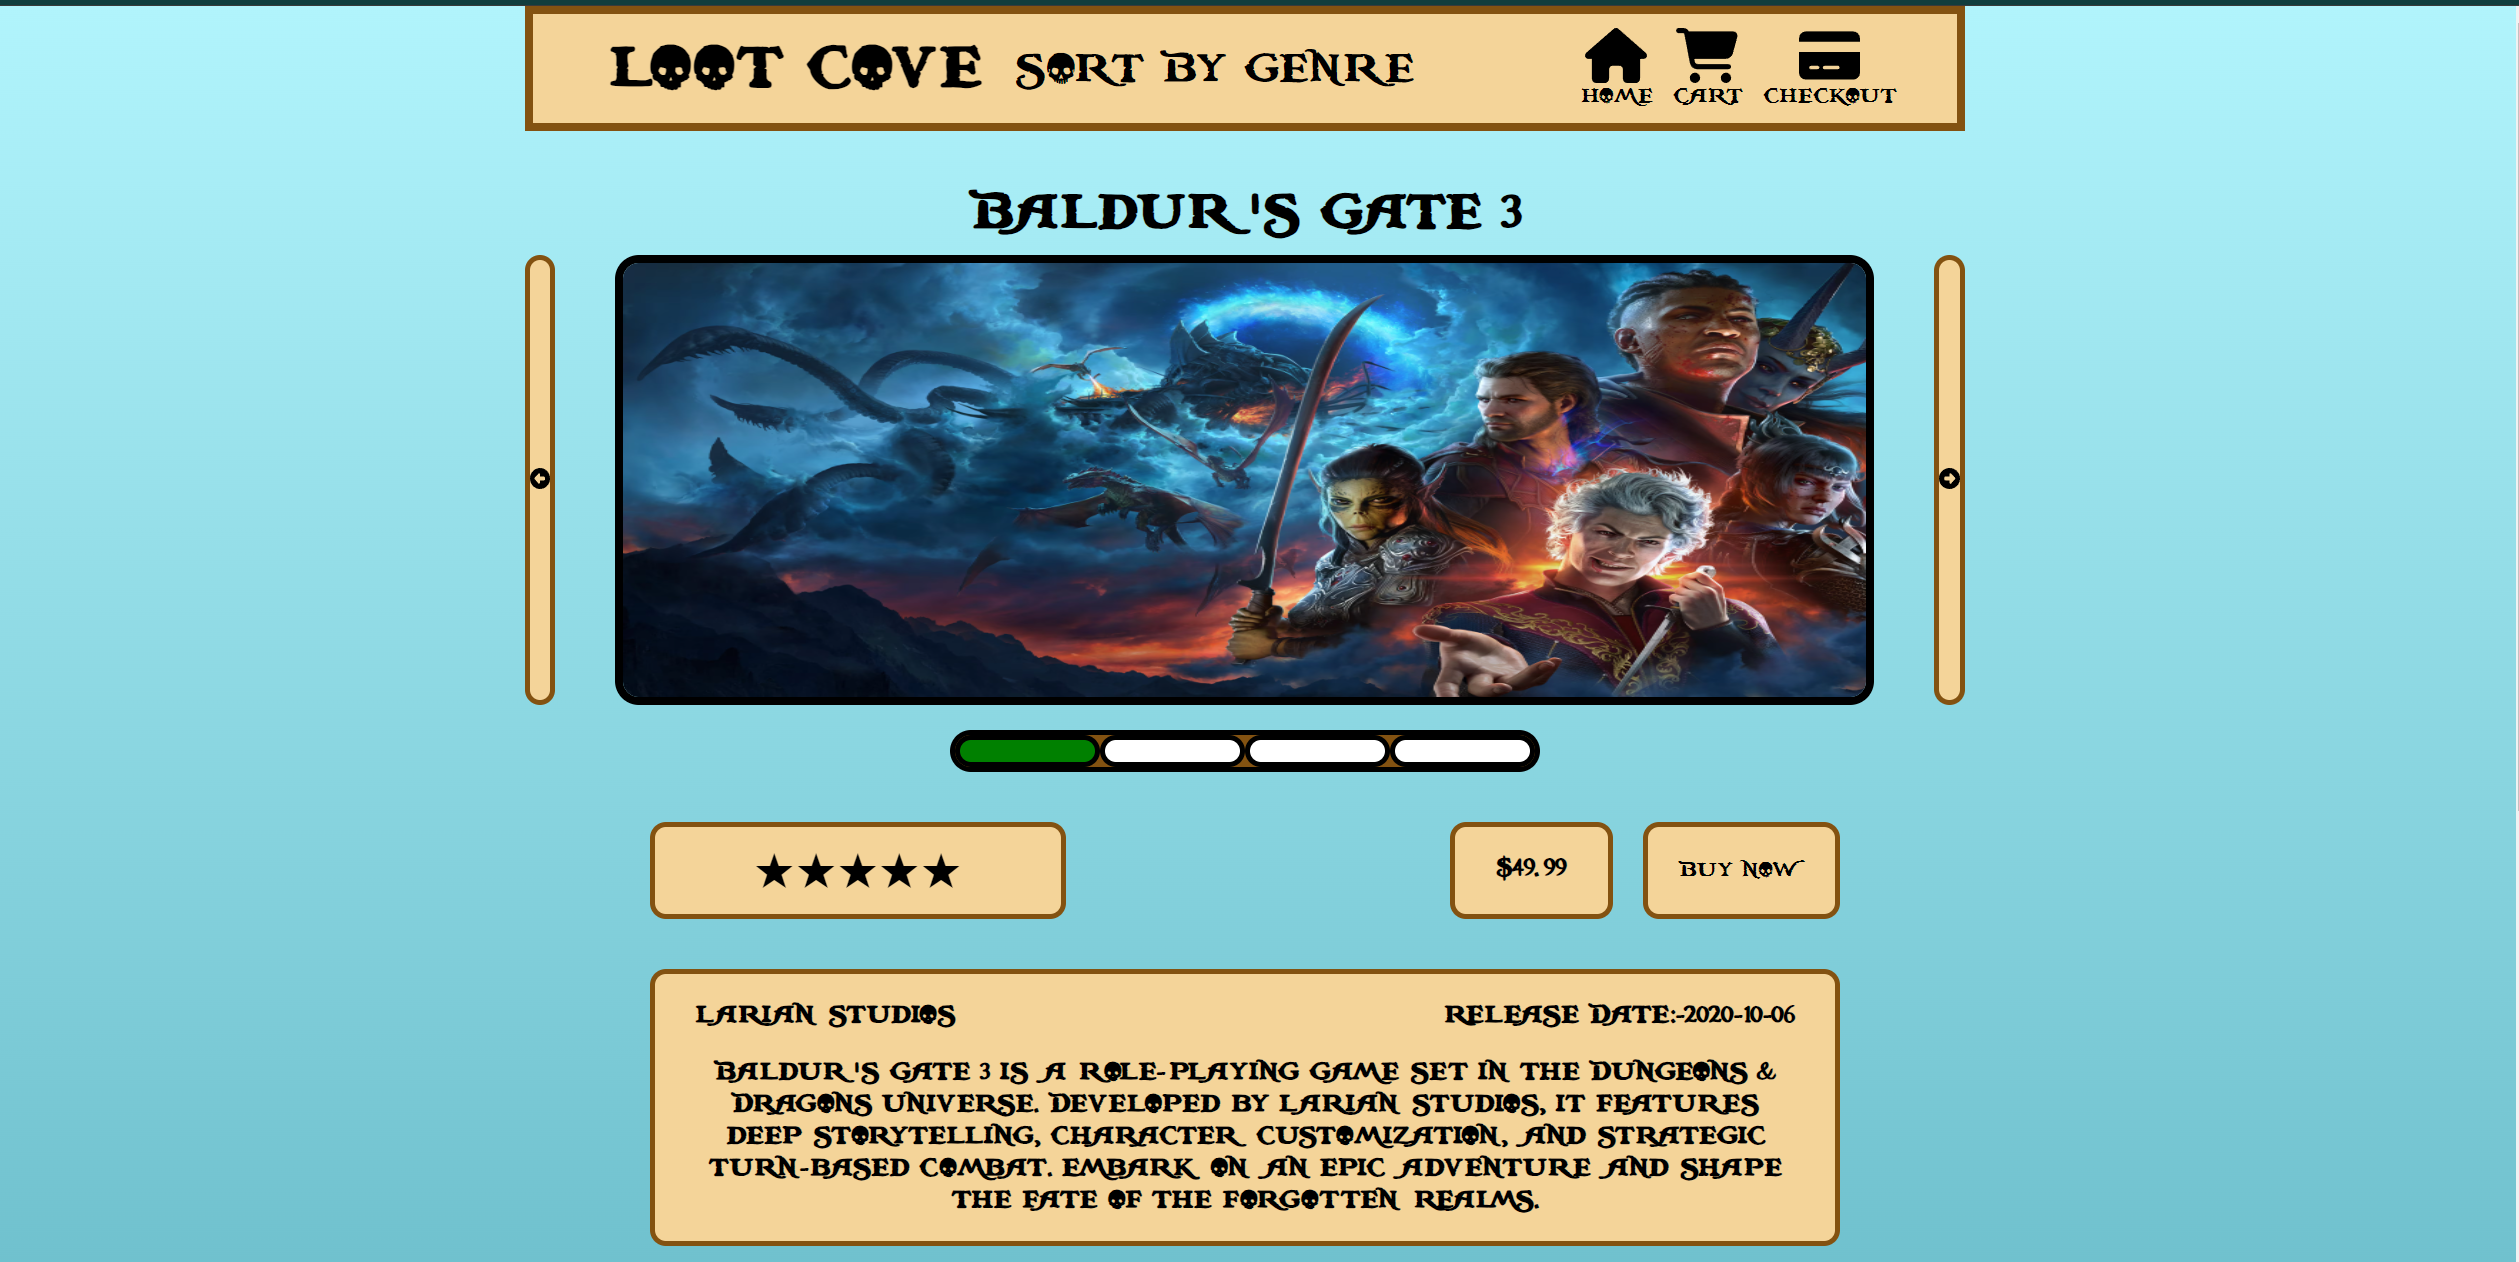 LOOT COVE SORT BY GENRE
HOME CART CHECKOUT
BALDUR'S GATE 3
$49.99
BUY NOW
LARIAN STUDIOS
RELEASE DATE:-2020-10-06
BALDUR'S GATE 3 IS A ROLE-PLAYING GAME SET IN THE DUNGEONS &
DRAGONS UNIVERSE. DEVELOPED BY LARIAN STUDIOS, IT FEATURES
DEEP STORYTELLING, CHARACTER CUSTOMIZATION, AND STRATEGIC
TURN-BASED COMBAT. EMBARK ON AN EPIC ADVENTURE AND SHAPE
THE FATE OF THE FORGOTTEN REALMS.